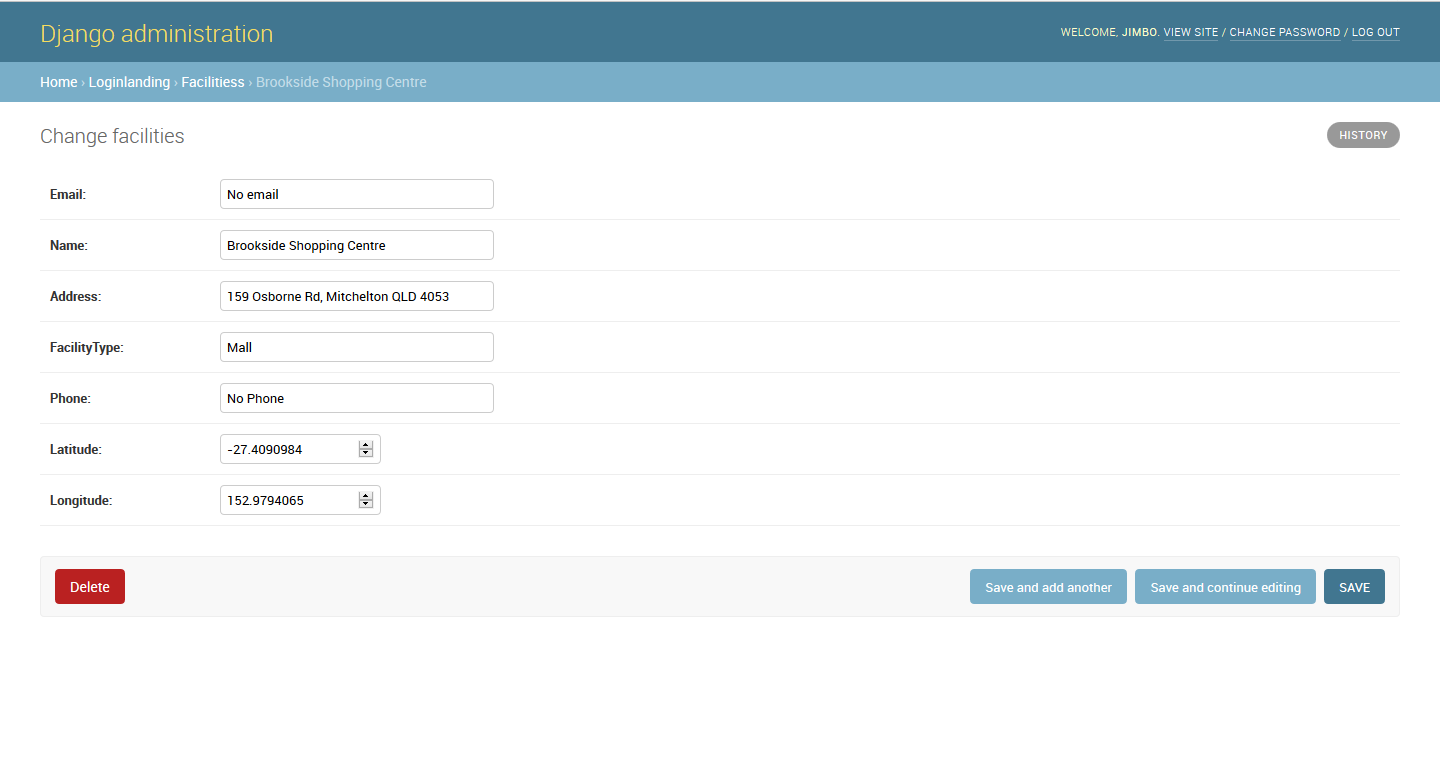 Django administration
WELCOME, JIMBO. VIEW SITE / CHANGE PASSWORD / LOG OUT
Home › Loginlanding › Facilitiess › Brookside Shopping Centre
Change facilities
HISTORY
Email: No email
Name: Brookside Shopping Centre
Address: 159 Osborne Rd, Mitchelton QLD 4053
FacilityType: Mall
Phone: No Phone
Latitude: -27.4090984
Longitude: 152.9794065
Delete Save and add another Save and continue editing SAVE